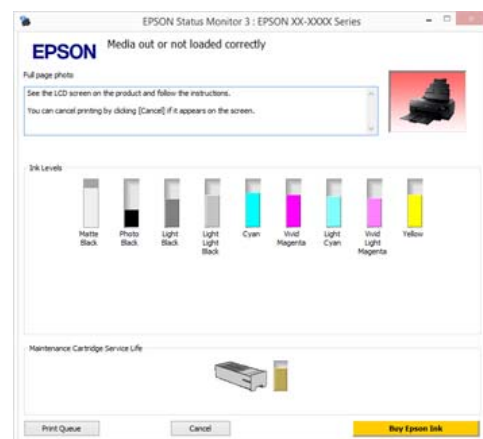 EPSON Status Monitor 3 : EPSON XX-XXXX Series
EPSON
Media out or not loaded correctly
Full page photo
See the LCD screen on the product and follow the instructions.
You can cancel printing by clicking [Cancel] if it appears on the screen.
Ink Levels
Matte Black
Photo Black
Light Black
Light Light Black
Cyan
Vivid Magenta
Light Cyan
Vivid Light Magenta
Yellow
Maintenance Cartridge Service Life
Print Queue
Cancel
Buy Epson Ink